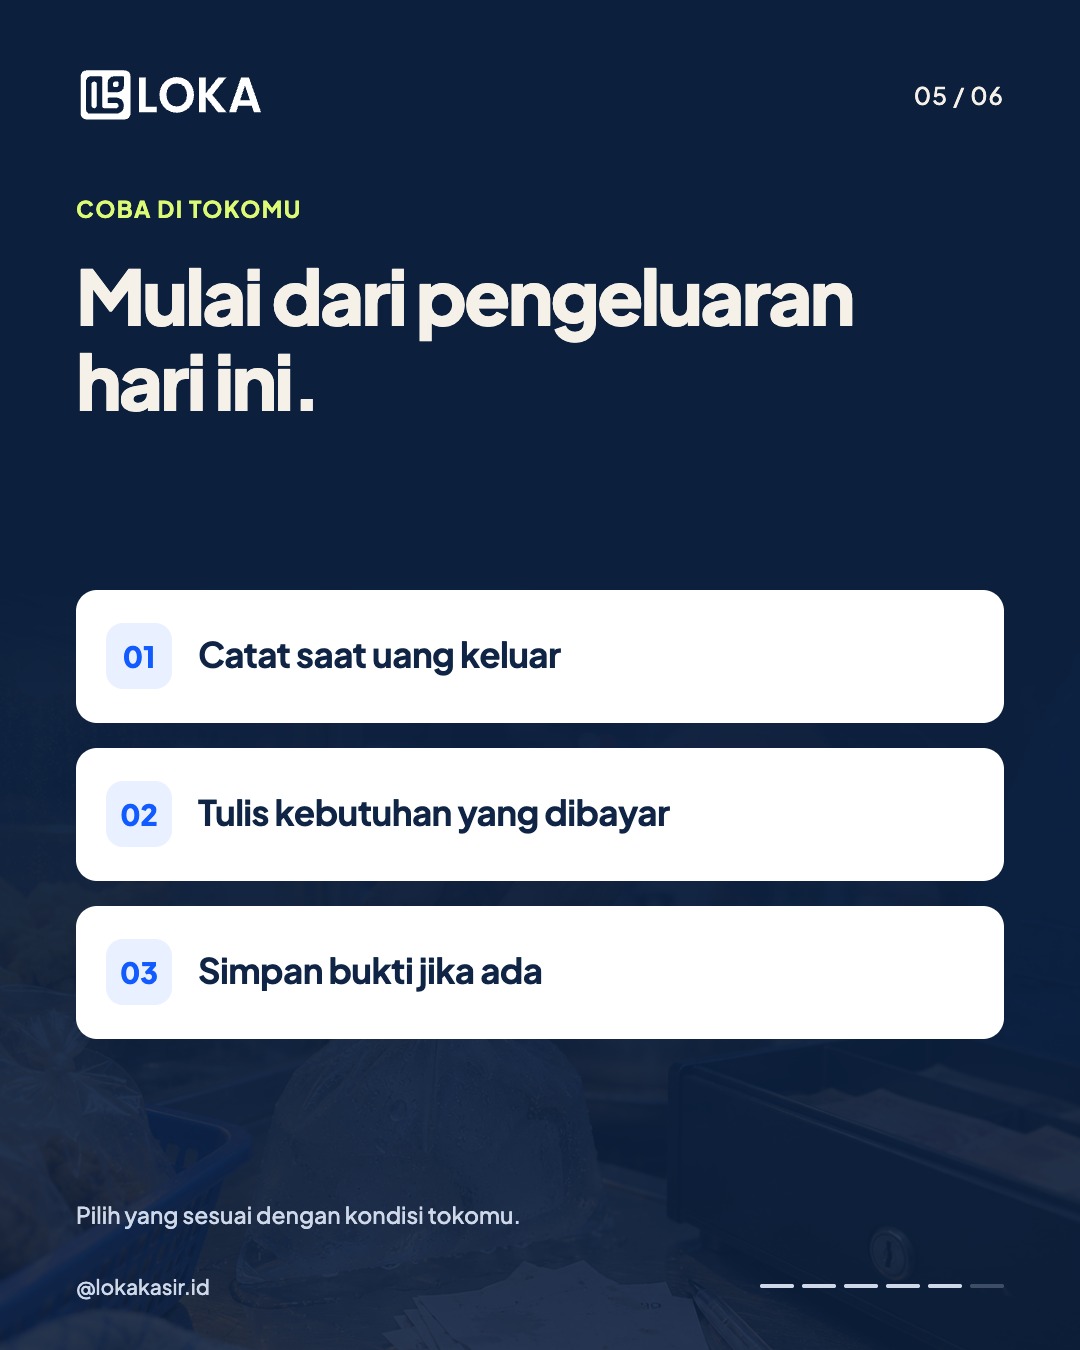 LOKA
05 / 06
COBA DI TOKOMU
Mulai dari pengeluaran
hari ini.
01 Catat saat uang keluar
02 Tulis kebutuhan yang dibayar
03 Simpan bukti jika ada
Pilih yang sesuai dengan kondisi tokomu.
@lokakasir.id